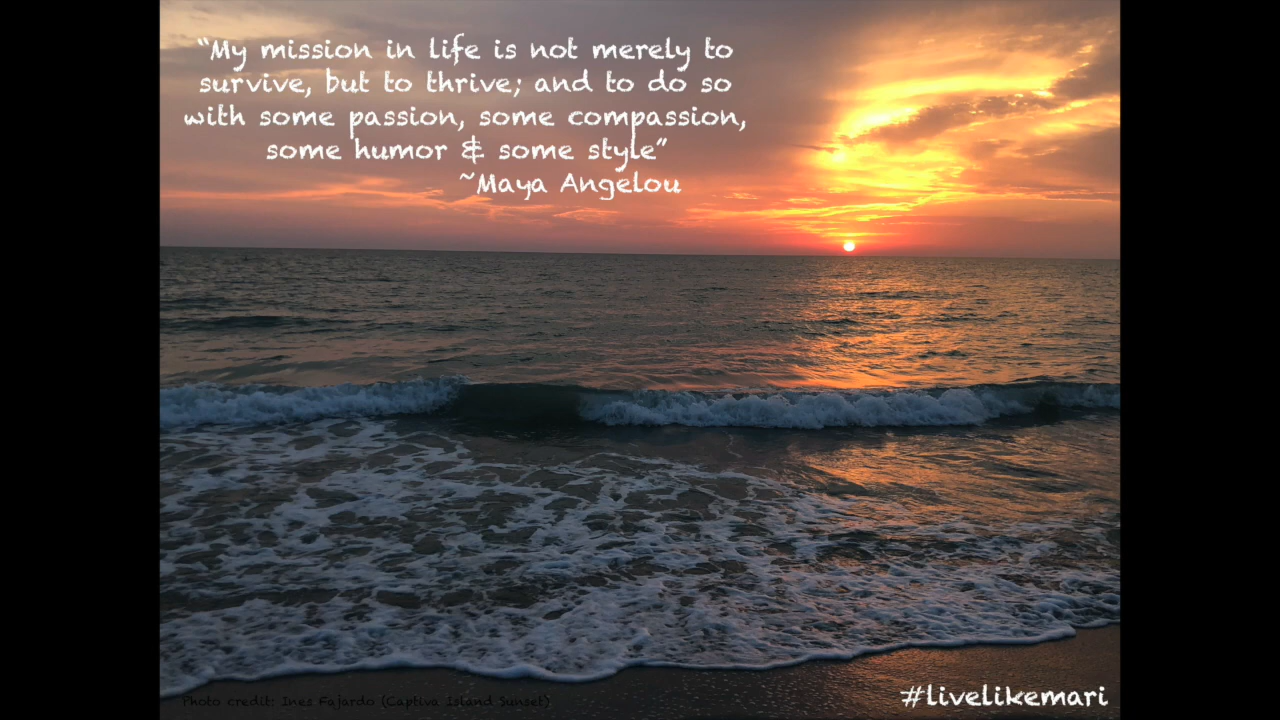 "My mission in life is not merely to
survive, but to thrive; and to do so
with some passion, some compassion,
some humor & some style"
~Maya Angelou
Photo credit: Ines Fajardo (Captiva Island Sunset)
#livelikemari